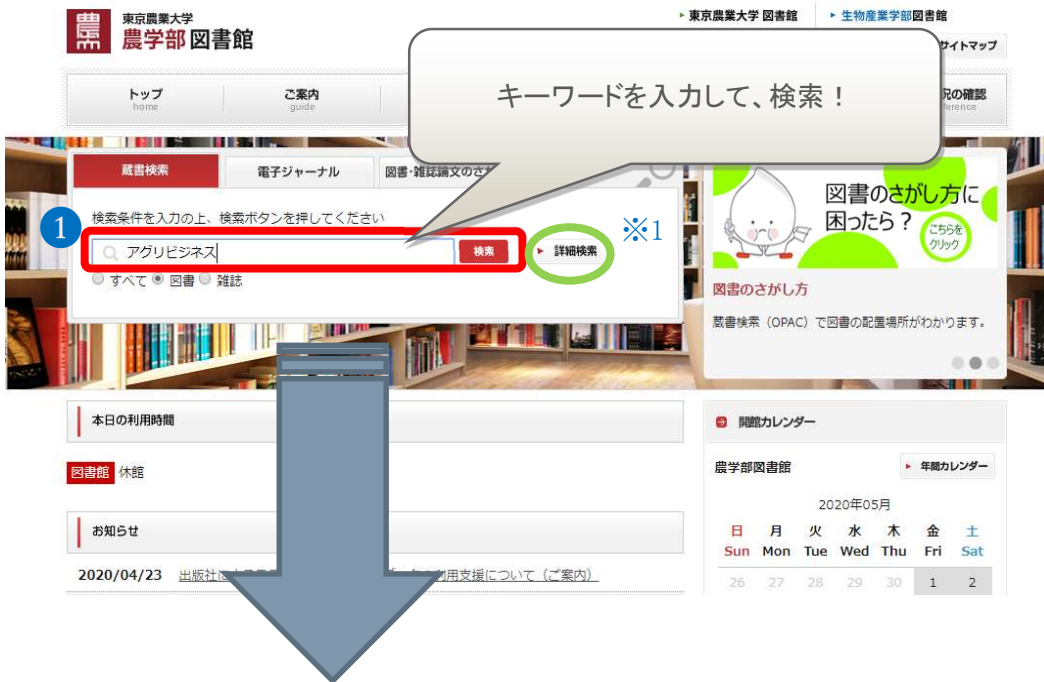 東京農業大学
農学部 図書館
東京農業大学 図書館
生物産業学部図書館
サイトマップ
トップ
home
ご案内
guide
の確認
キーワードを入力して、検索！
蔵書検索
電子ジャーナル
図書・雑誌論文のさが
1
検索条件を入力の上、検索ボタンを押してください
※1
アグリビジネス
検索
詳細検索
すべて
図書
雑誌
図書のさがし方に
困ったら？
こちらを
クリック
図書のさがし方
蔵書検索（OPAC）で図書の配置場所がわかります。
本日の利用時間
図書館 休館
お知らせ
2020/04/23 出版社に
利用支援について（ご案内）
開館カレンダー
農学部図書館
年間カレンダー
2020年05月
日 月 火 水 木 金 土
Sun Mon Tue Wed Thu Fri Sat
26 27 28 29 30 1 2